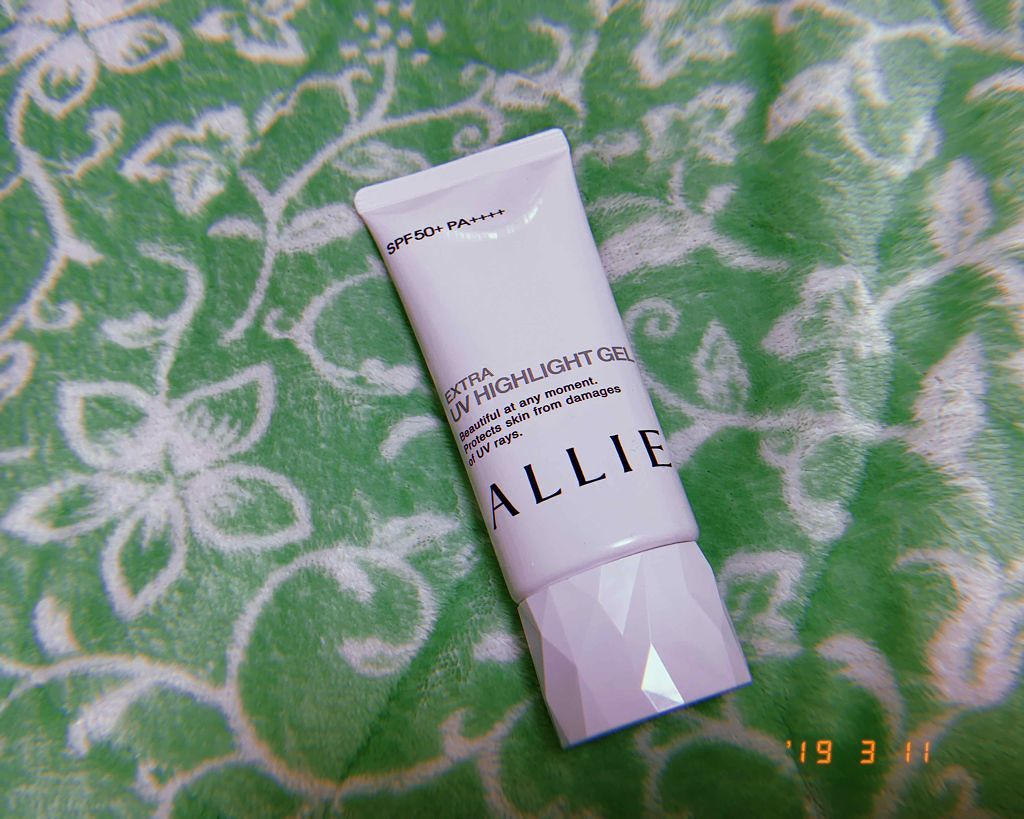 SPF50+ PA++++
EXTRA
UV HIGHLIGHT GEL
Beautiful at any moment.
Protects skin from damages
of UV rays.
ALLIE
'19 3 11